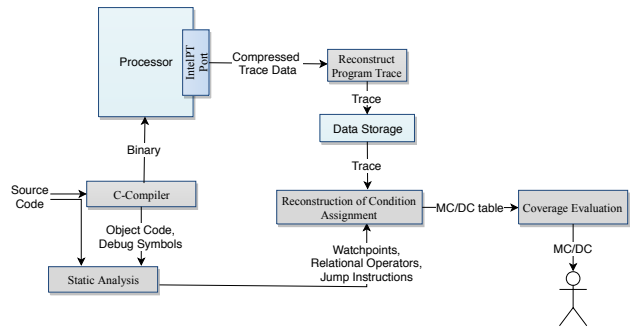 Processor
IntelPT
Port
Compressed
Trace Data
Reconstruct
Program Trace
Trace
Data Storage
Trace
Binary
Source
Code
C-Compiler
Object Code,
Debug Symbols
Static Analysis
Reconstruction of Condition
Assignment
Watchpoints,
Relational Operators,
Jump Instructions
MC/DC table
Coverage Evaluation
MC/DC